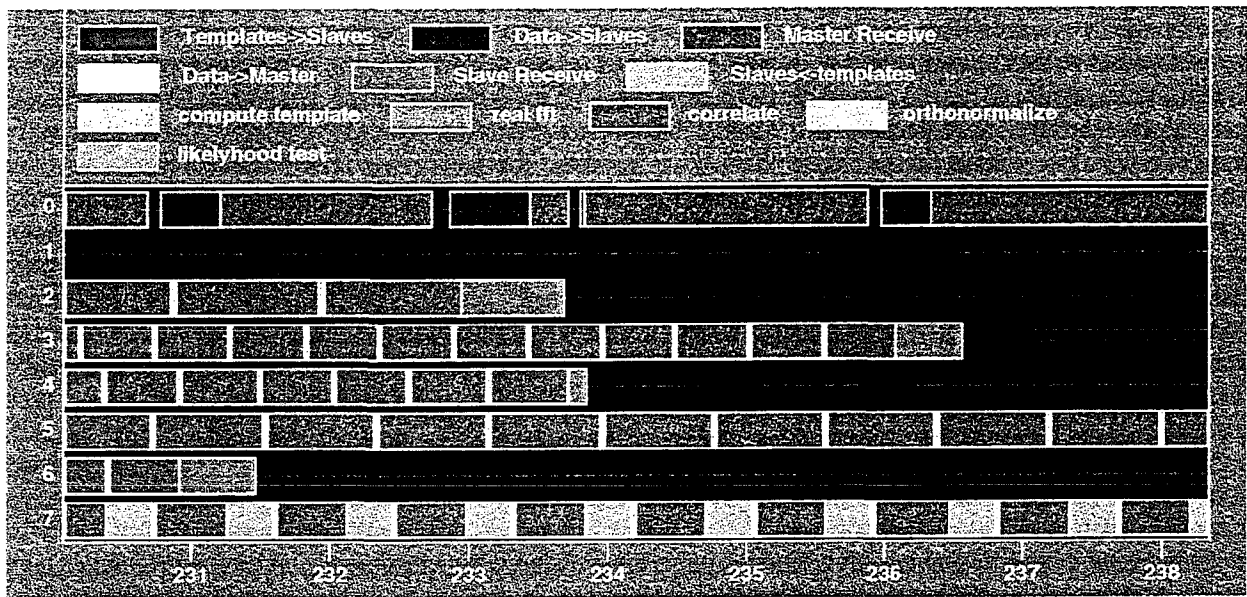 Templates->Slaves Data->Slaves Master Receive
Data->Master Slave Receive Slaves<-templates
compute template real fft correlate orthonormalize
likelyhood test
0
1
2
3
4
5
6
7
231 232 233 234 235 236 237 238